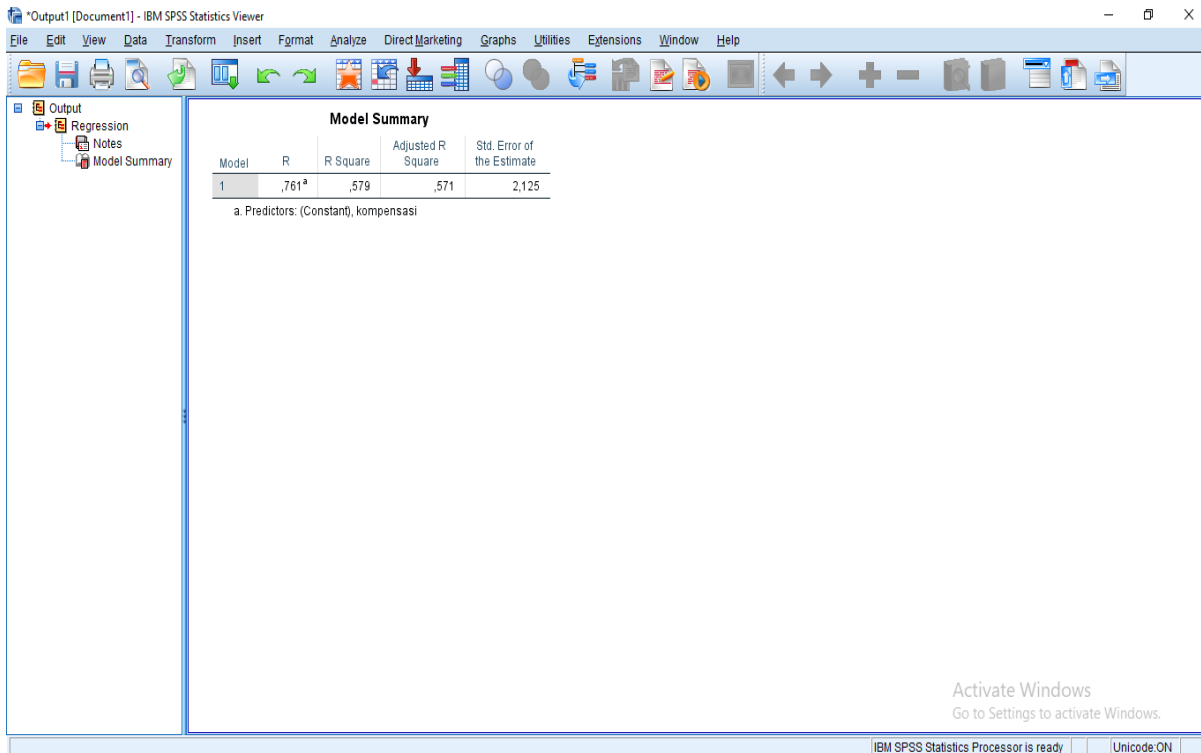 *Output1 [Document1] - IBM SPSS Statistics Viewer
File Edit View Data Transform Insert Format Analyze Direct Marketing Graphs Utilities Extensions Window Help
Output
Regression
Notes
Model Summary
Model Summary
Model R R Square Adjusted R Square Std. Error of the Estimate
1 ,761a ,579 ,571 2,125
a. Predictors: (Constant), kompensasi
Activate Windows
Go to Settings to activate Windows.
IBM SPSS Statistics Processor is ready Unicode:ON